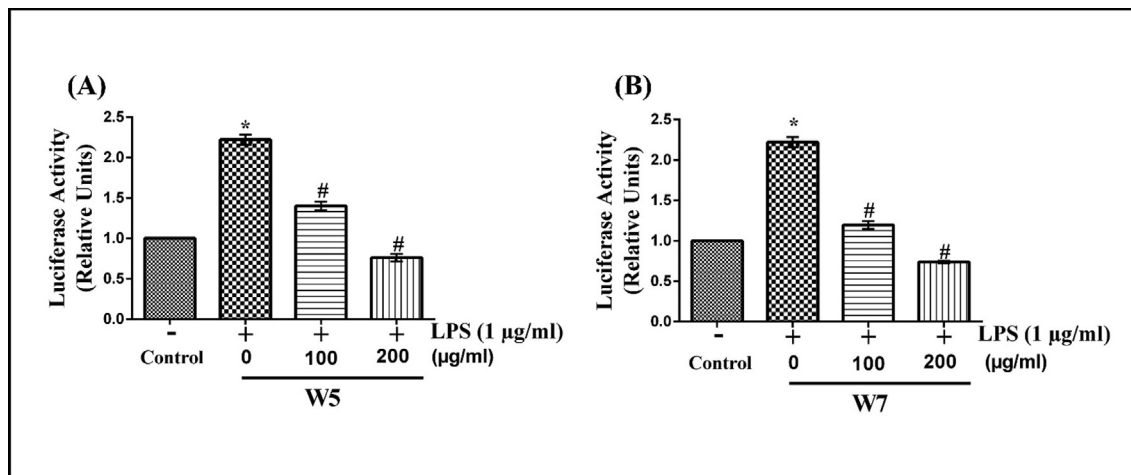 (A)
Luciferase Activity
(Relative Units)
2.5
2.0
1.5
1.0
0.5
0.0
*
#
#
- + + + LPS (1 µg/ml)
Control 0 100 200 (µg/ml)
W5
(B)
Luciferase Activity
(Relative Units)
2.5
2.0
1.5
1.0
0.5
0.0
*
#
#
- + + + LPS (1 µg/ml)
Control 0 100 200 (µg/ml)
W7